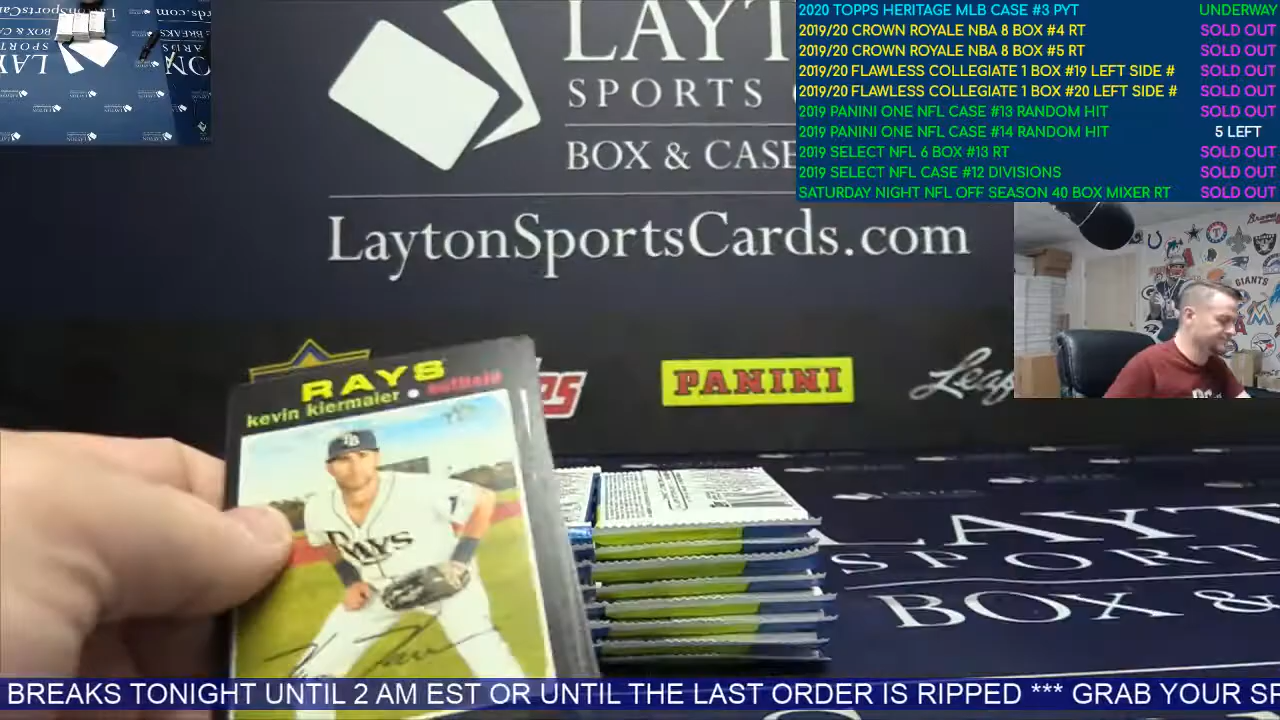 2020 TOPPS HERITAGE MLB CASE #3 PYT UNDERWAY
2019/20 CROWN ROYALE NBA 8 BOX #4 RT SOLD OUT
2019/20 CROWN ROYALE NBA 8 BOX #5 RT SOLD OUT
2019/20 FLAWLESS COLLEGIATE 1 BOX #19 LEFT SIDE # SOLD OUT
2019/20 FLAWLESS COLLEGIATE 1 BOX #20 LEFT SIDE # SOLD OUT
2019 PANINI ONE NFL CASE #13 RANDOM HIT SOLD OUT
2019 PANINI ONE NFL CASE #14 RANDOM HIT 5 LEFT
2019 SELECT NFL 6 BOX #13 RT SOLD OUT
2019 SELECT NFL CASE #12 DIVISIONS SOLD OUT
SATURDAY NIGHT NFL OFF SEASON 40 BOX MIXER RT SOLD OUT
LAYT
SPORTS
BOX & CASE
LaytonSportsCards.com
GIANTS
PANINI
Leaf
RAYS
kevin kiermaier • outfield
RAYS
LAYT
SPORT
BOX &
BREAKS TONIGHT UNTIL 2 AM EST OR UNTIL THE LAST ORDER IS RIPPED *** GRAB YOUR SP